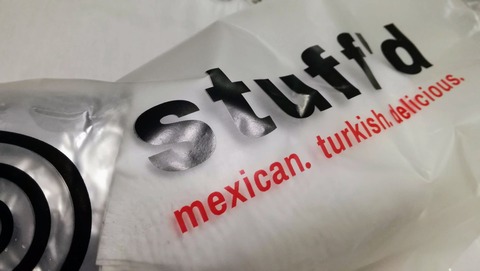 stuff'd
mexican. turkish. delicious.